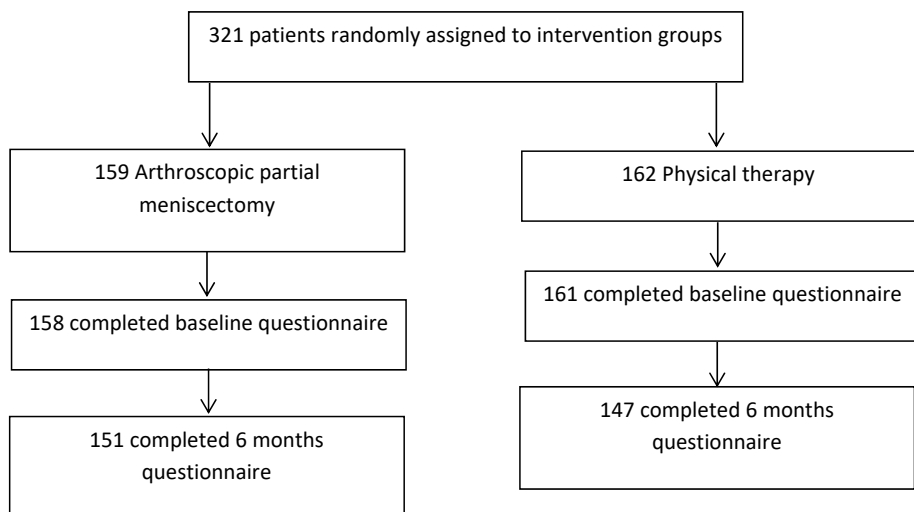 321 patients randomly assigned to intervention groups
159 Arthroscopic partial
meniscectomy
162 Physical therapy
158 completed baseline questionnaire
161 completed baseline questionnaire
151 completed 6 months
questionnaire
147 completed 6 months
questionnaire